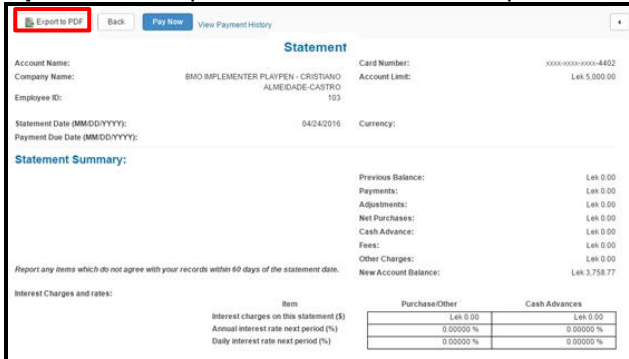 Export to PDF Back Pay Now View Payment History
Statement
Account Name: Card Number: xxxx-xxxx-xxxx-4402
Company Name: BMO IMPLEMENTER PLAYPEN - CRISTIANO Account Limit: Lek 5,000.00
ALMEIDADE-CASTRO
Employee ID: 103
Statement Date (MM/DD/YYYY): 04/24/2016 Currency:
Payment Due Date (MM/DD/YYYY):
Statement Summary:
Previous Balance: Lek 0.00
Payments: Lek 0.00
Adjustments: Lek 0.00
Net Purchases: Lek 0.00
Cash Advance: Lek 0.00
Fees: Lek 0.00
Other Charges: Lek 0.00
Report any items which do not agree with your records within 60 days of the statement date. New Account Balance: Lek 3,758.77
Interest Charges and rates:
Item Purchase/Other Cash Advances
Interest charges on this statement ($) Lek 0.00 Lek 0.00
Annual interest rate next period (%) 0.00000 % 0.00000 %
Daily interest rate next period (%) 0.00000 % 0.00000 %